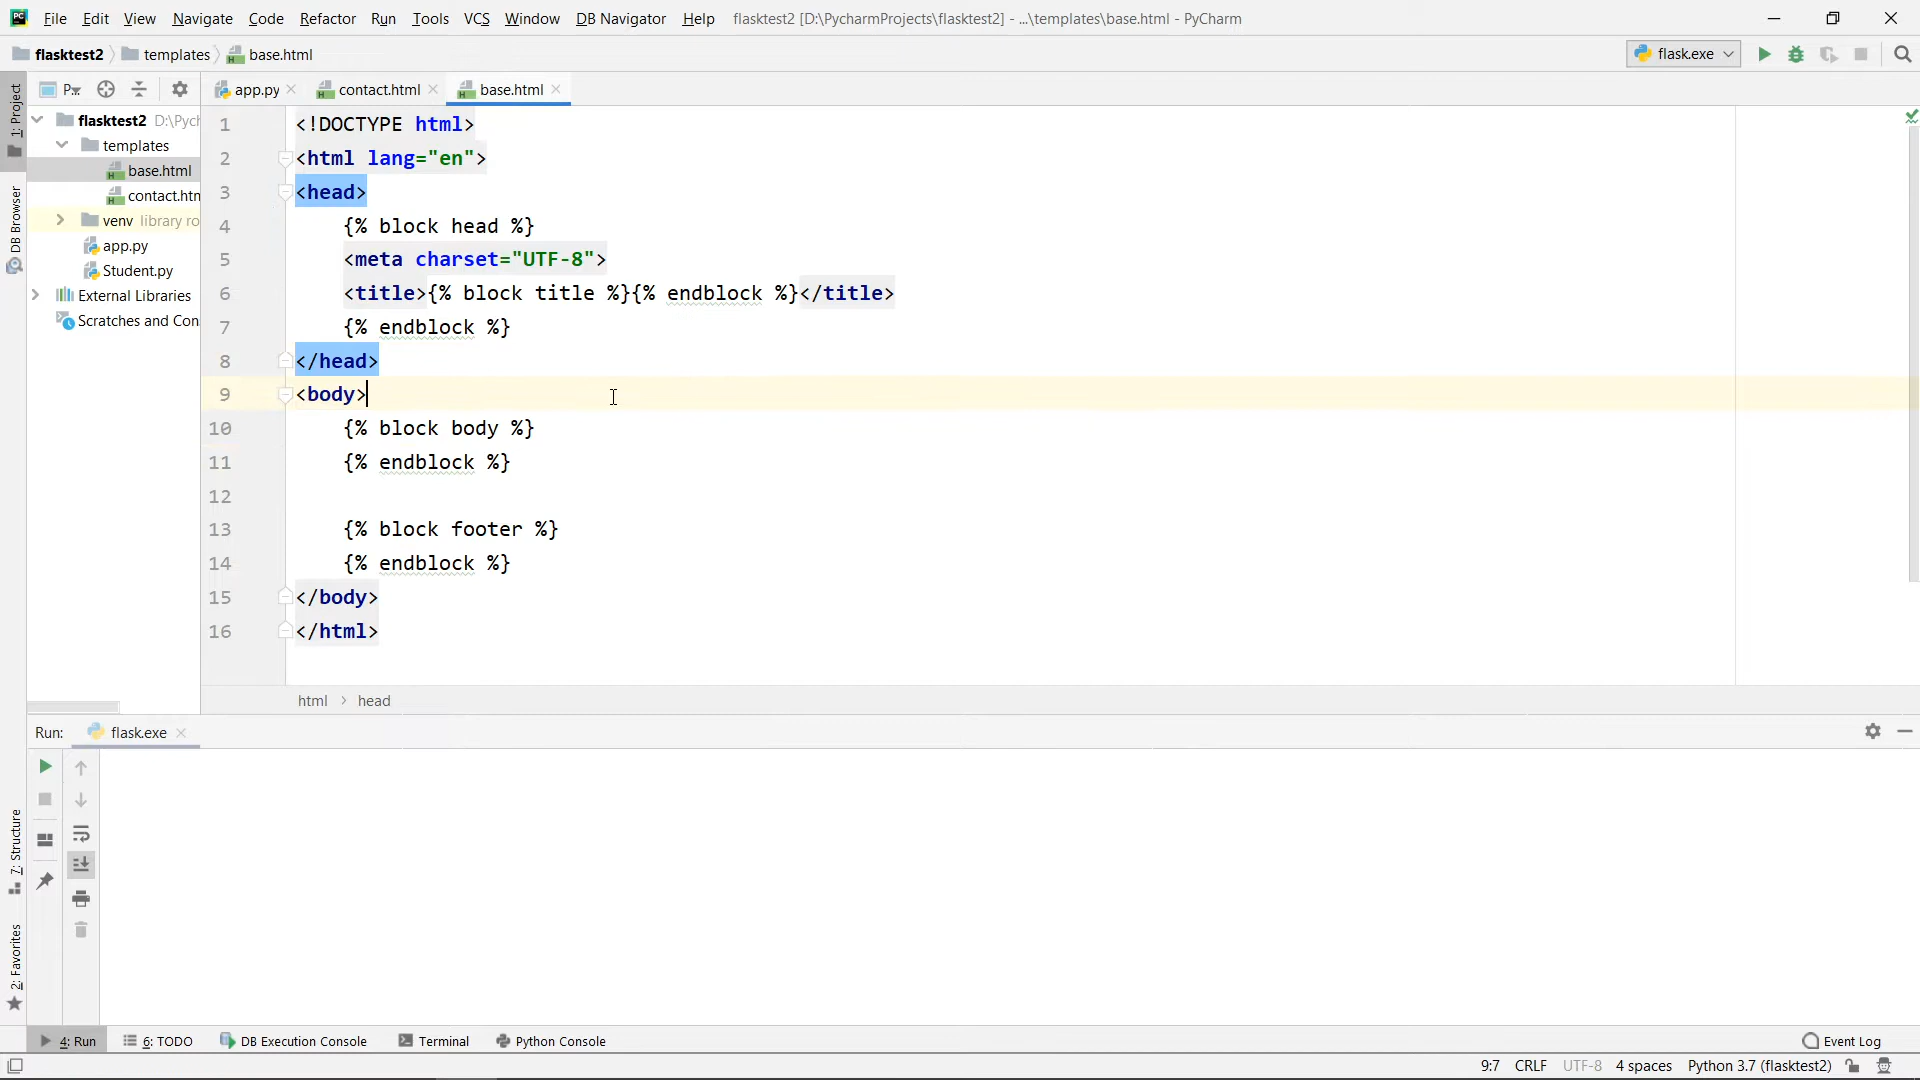 File Edit View Navigate Code Refactor Run Tools VCS Window DB Navigator Help flasktest2 [D:\PycharmProjects\flasktest2] - ...\templates\base.html - PyCharm
flasktest2 templates base.html flask.exe
1: Project
P... app.py contact.html base.html
flasktest2 D:\Pych
templates
base.html
contact.htn
venv library ro
app.py
Student.py
External Libraries
Scratches and Con
DB Browser
1 <!DOCTYPE html>
2 <html lang="en">
3 <head>
4 {% block head %}
5 <meta charset="UTF-8">
6 <title>{% block title %}{% endblock %}</title>
7 {% endblock %}
8 </head>
9 <body>
10 {% block body %}
11 {% endblock %}
12
13 {% block footer %}
14 {% endblock %}
15 </body>
16 </html>
html head
Run: flask.exe
7: Structure
2: Favorites
4: Run 6: TODO DB Execution Console Terminal Python Console Event Log
9:7 CRLF UTF-8 4 spaces Python 3.7 (flasktest2)